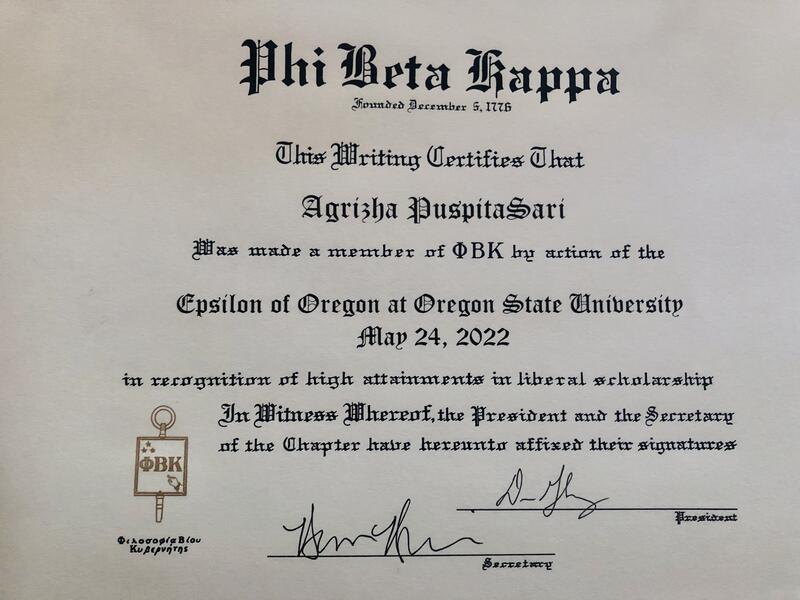 Phi Beta Kappa
Founded December 5, 1776
This Writing Certifies That
Agrizha PuspitaSari
Was made a member of ΦBK by action of the
Epsilon of Oregon at Oregon State University
May 24, 2022
in recognition of high attainments in liberal scholarship
In Witness Whereof, the President and the Secretary
of the Chapter have hereunto affixed their signatures
ΦBK
President
Φιλοσοφία Βίου
Κυβερνήτης
Secretary